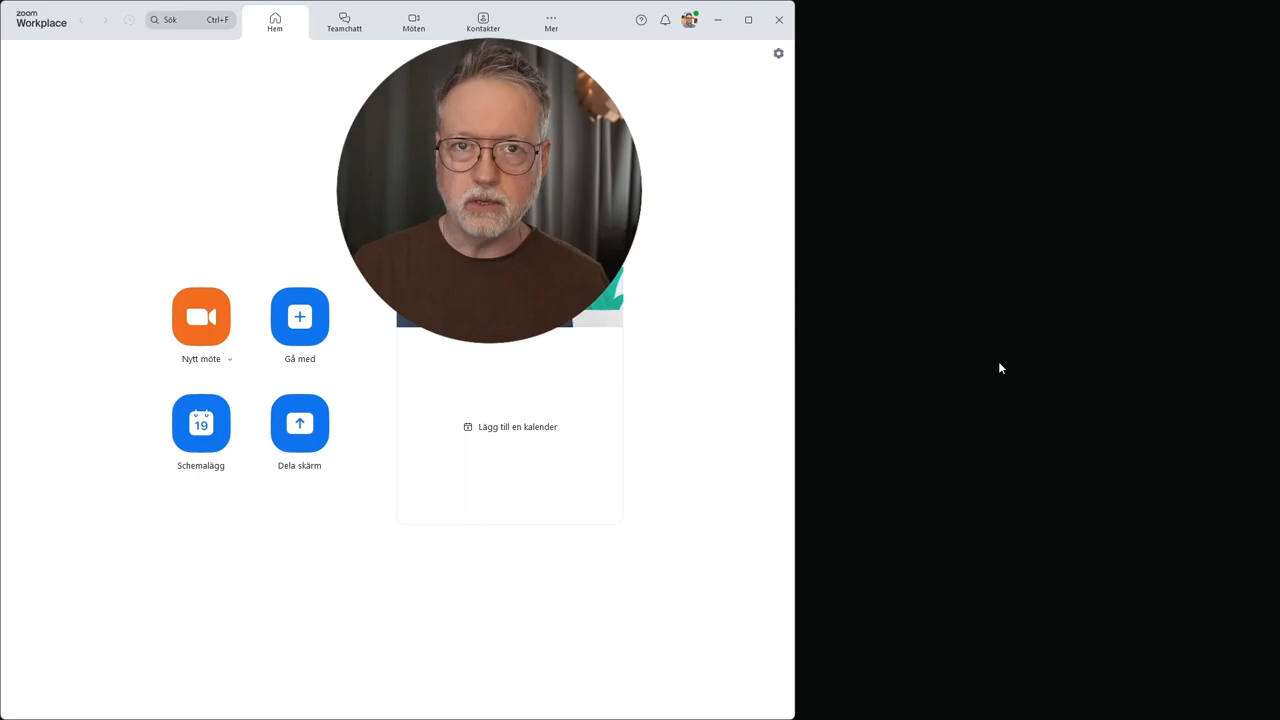 zoom
Workplace
Sök
Ctrl+F
Hem
Teamchatt
Möten
Kontakter
Mer
Nytt möte
Gå med
19
Schemalägg
Dela skärm
Lägg till en kalender